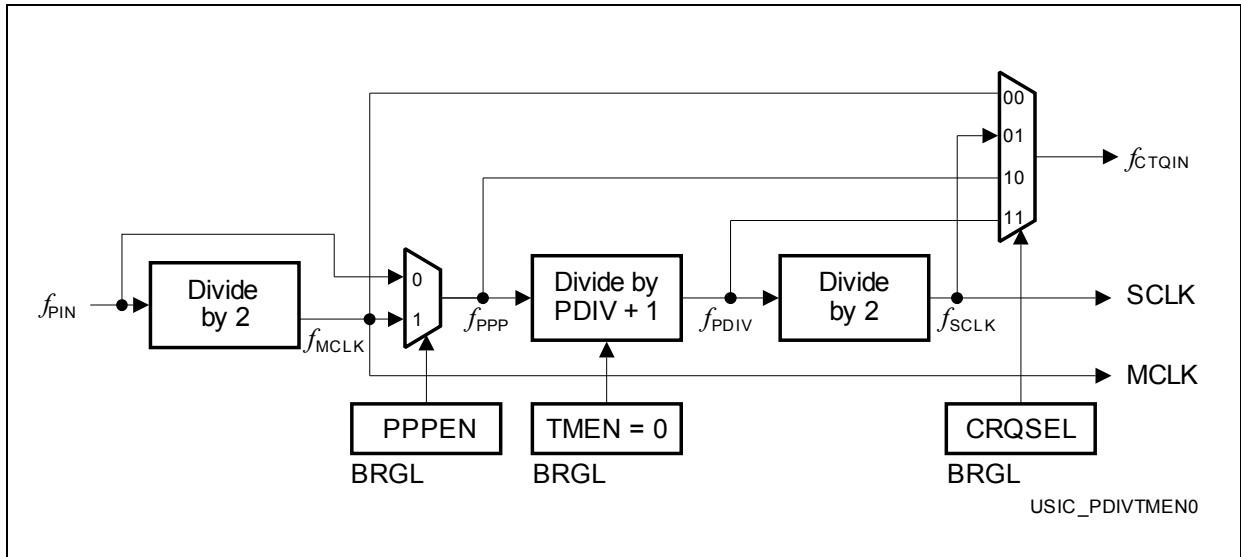 00
01
10
11
fCTQIN
fPIN
Divide
by 2
fMCLK
0
1
fPPP
Divide by
PDIV + 1
fPDIV
Divide
by 2
fSCLK
SCLK
MCLK
PPPEN
BRGL
TMEN = 0
BRGL
CRQSEL
BRGL
USIC_PDIVTMEN0